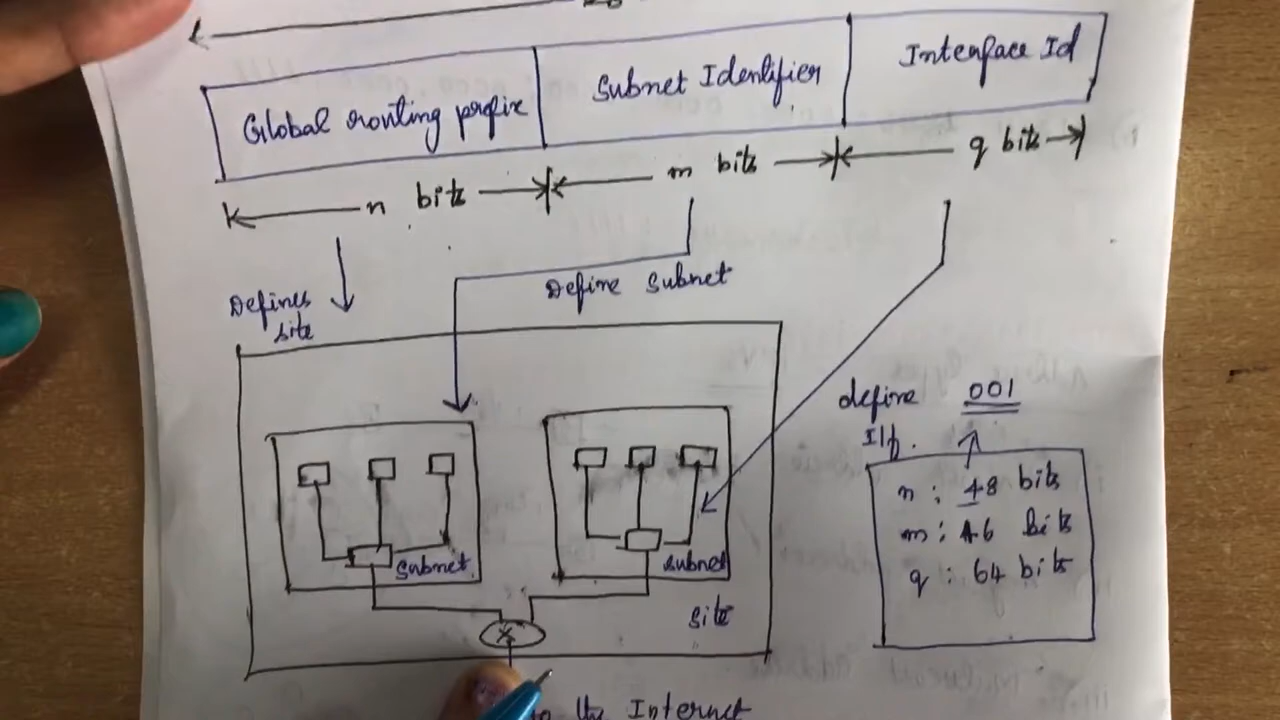 Global routing prefix
Subnet Identifier
Interface Id
n bits
m bits
q bits
Defines
site
Define Subnet
define 001
I/f.
n : 48 bits
m : 16 bits
q : 64 bits
Subnet
Subnet
Site
the Internet